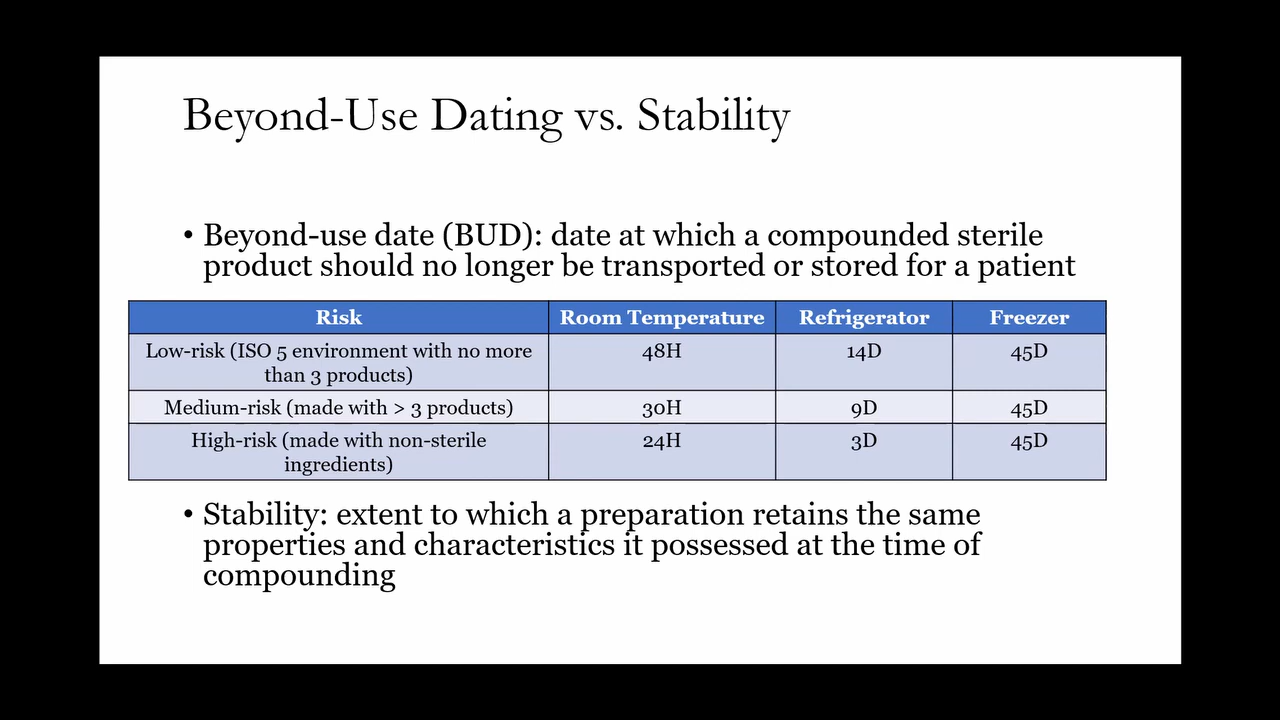 Beyond-Use Dating vs. Stability
• Beyond-use date (BUD): date at which a compounded sterile
product should no longer be transported or stored for a patient
Risk Room Temperature Refrigerator Freezer
Low-risk (ISO 5 environment with no more
than 3 products) 48H 14D 45D
Medium-risk (made with > 3 products) 30H 9D 45D
High-risk (made with non-sterile
ingredients) 24H 3D 45D
• Stability: extent to which a preparation retains the same
properties and characteristics it possessed at the time of
compounding